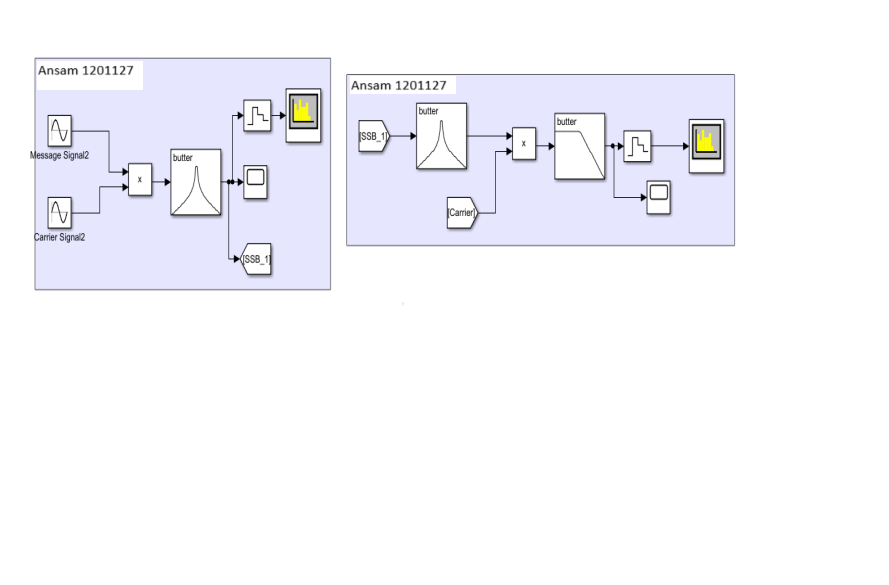 Ansam 1201127
Message Signal2
Carrier Signal2
x
butter
[SSB_1]
Ansam 1201127
[SSB_1]
butter
[Carrier]
x
butter